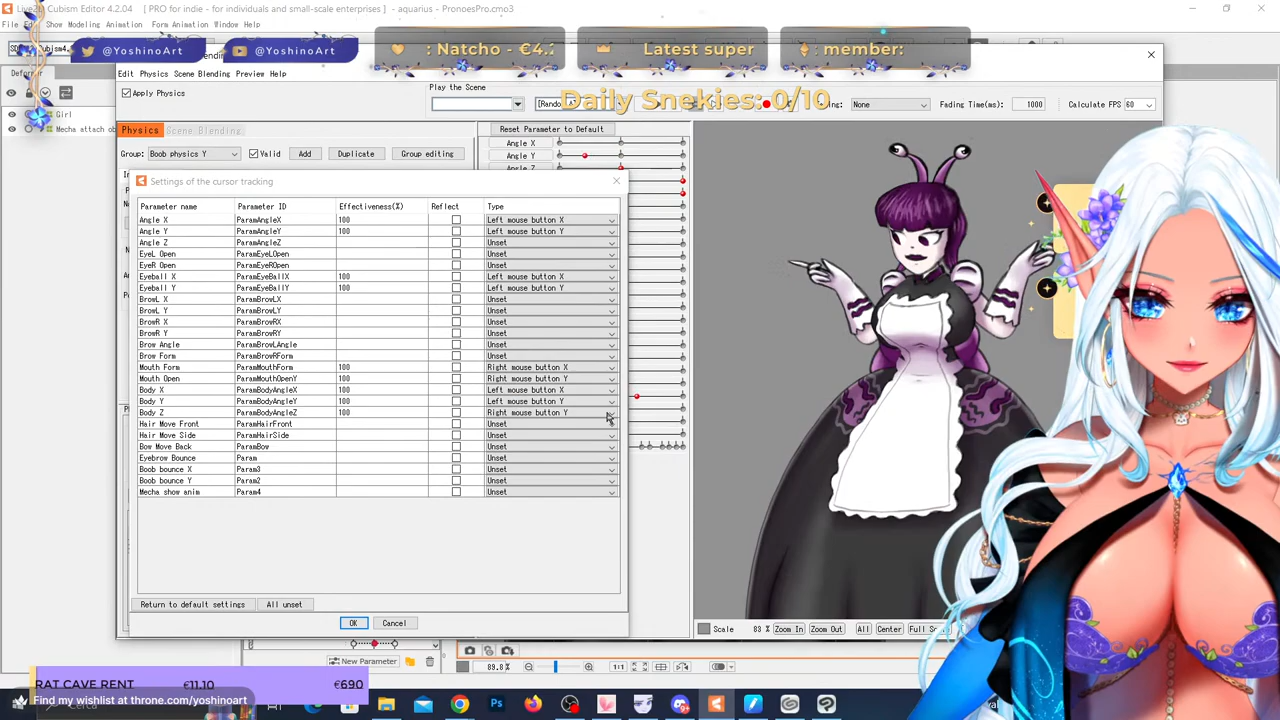 Cubism Editor 4.2.04 [ PRO for indie - for individuals and small-scale enterprises ] aquarius - PronoesPro.cmo3
Modeling Animation Form Animation Window Help
@YoshinoArt
@YoshinoArt
: Natcho - €4.
Latest super
member:
Edit Physics Scene Blending Preview Help
Apply Physics
Play the Scene
None
Fading Time(ms): 1000
Calculate FPS 60
Daily Snekies: 0/10
Girl
Physics Scene Blending
Reset Parameter to Default
Group: Boob physics Y
Valid
Add
Duplicate
Group editing
Angle X
Angle Y
Angle Z
Settings of the cursor tracking
Parameter name Parameter ID Effectiveness(%) Reflect Type
Angle X ParamAngleX 100 Left mouse button X
Angle Y ParamAngleY 100 Left mouse button Y
Angle Z ParamAngleZ Unset
EyeL Open ParamEyeLOpen Unset
EyeR Open ParamEyeROpen Unset
Eyeball X ParamEyeBallX 100 Left mouse button X
Eyeball Y ParamEyeBallY 100 Left mouse button Y
BrowL X ParamBrowLX Unset
BrowL Y ParamBrowLY Unset
BrowR X ParamBrowRX Unset
BrowR Y ParamBrowRY Unset
Brow Angle ParamBrowLAngle Unset
Brow Form ParamBrowRForm Unset
Mouth Form ParamMouthForm 100 Right mouse button X
Mouth Open ParamMouthOpenY 100 Right mouse button Y
Body X ParamBodyAngleX 100 Left mouse button X
Body Y ParamBodyAngleY 100 Left mouse button Y
Body Z ParamBodyAngleZ 100 Right mouse button Y
Hair Move Front ParamHairFront Unset
Hair Move Side ParamHairSide Unset
Bow Move Back ParamBow Unset
Eyebrow Bounce Param Unset
Boob bounce X Param3 Unset
Boob bounce Y Param2 Unset
Mecha show anim Param4 Unset
Return to default settings
All unset
OK
Cancel
Scale 83 % Zoom In Zoom Out All Center
New Parameter
1:1
RAT CAVE RENT €11.10 €690
Find my wishlist at throne.com/yoshinoart
Cerca